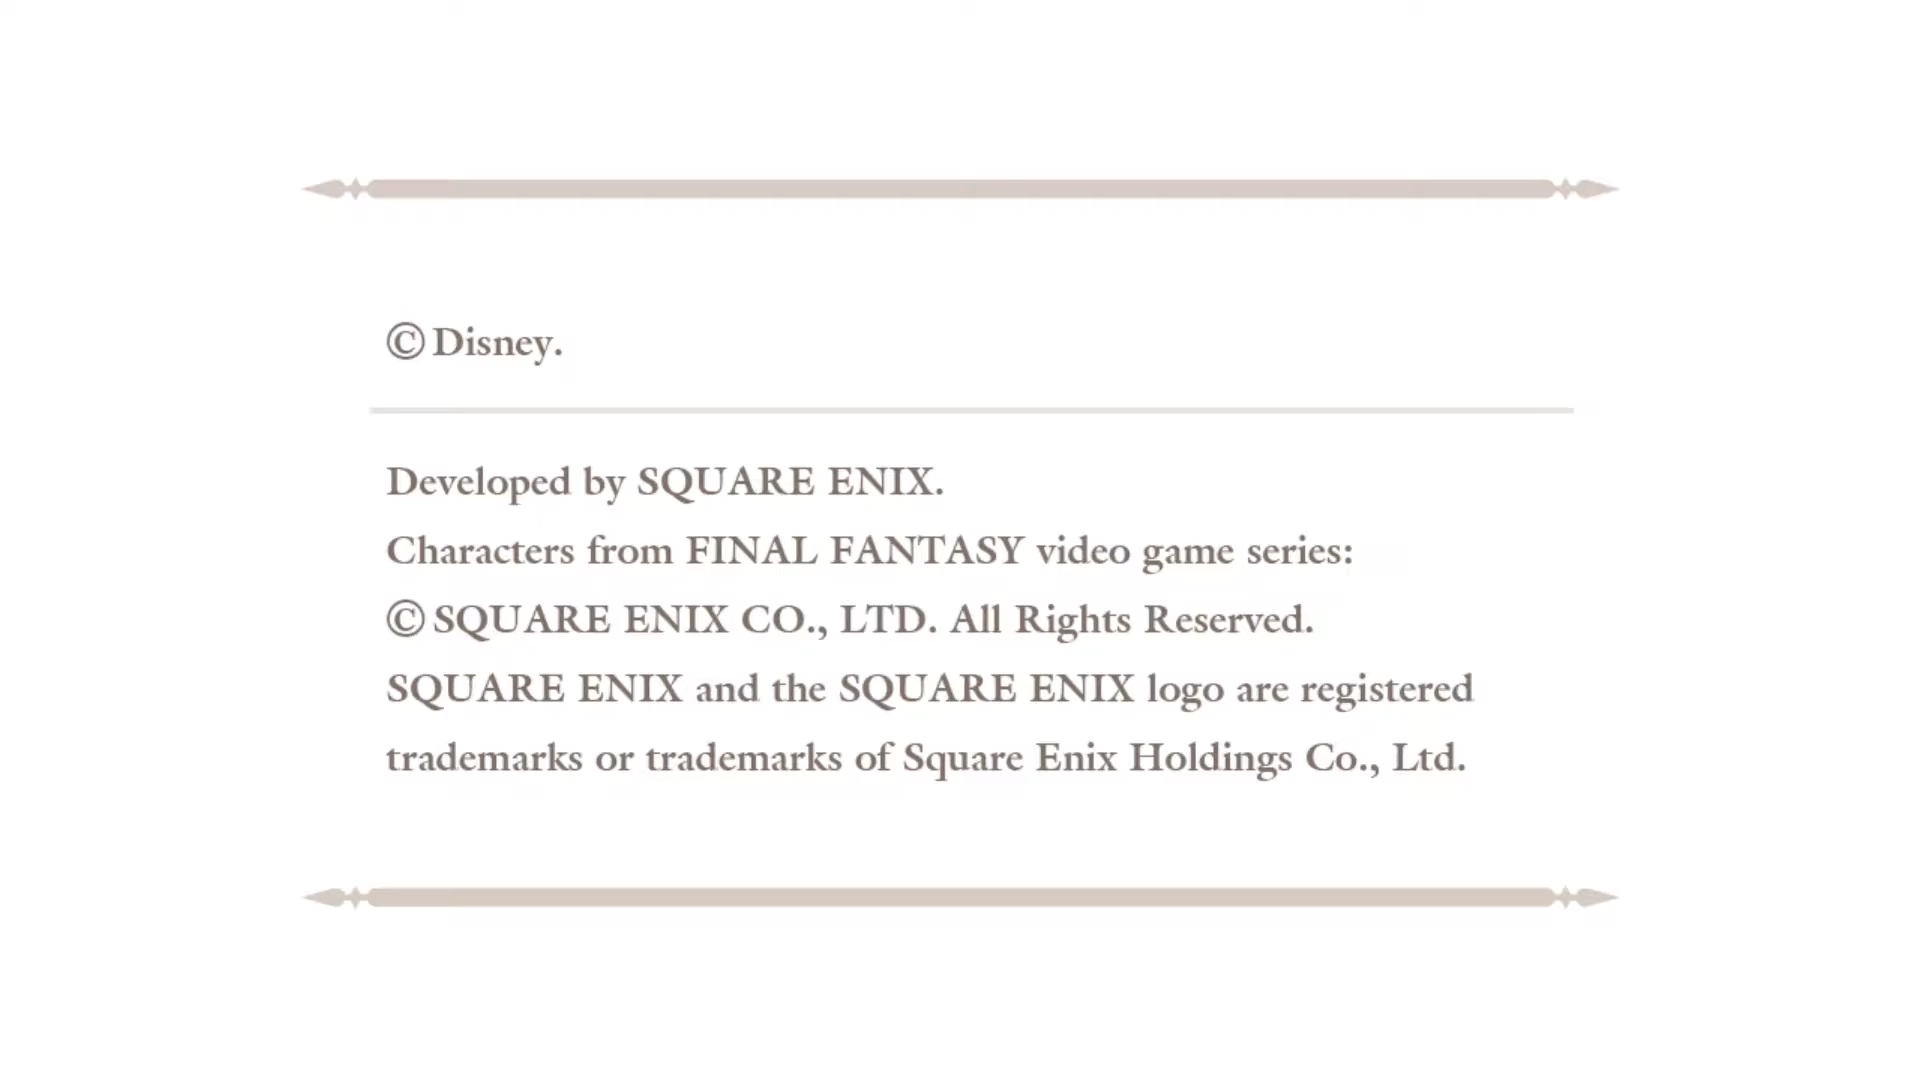 © Disney.
Developed by SQUARE ENIX.
Characters from FINAL FANTASY video game series:
© SQUARE ENIX CO., LTD. All Rights Reserved.
SQUARE ENIX and the SQUARE ENIX logo are registered
trademarks or trademarks of Square Enix Holdings Co., Ltd.